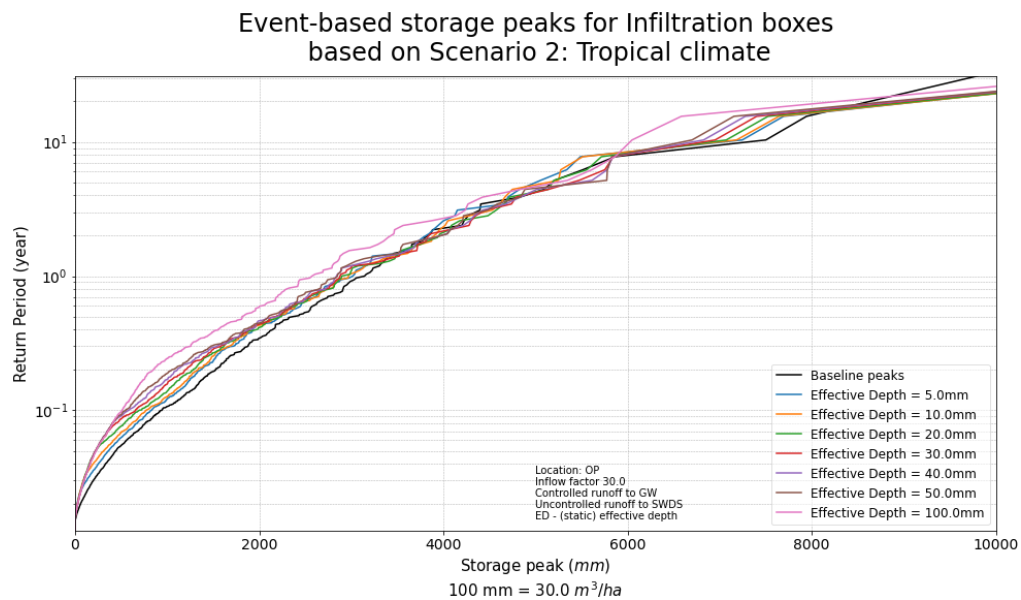 Event-based storage peaks for Infiltration boxes
based on Scenario 2: Tropical climate
Return Period (year)
10¹
10⁰
10⁻¹
Baseline peaks
Effective Depth = 5.0mm
Effective Depth = 10.0mm
Effective Depth = 20.0mm
Effective Depth = 30.0mm
Effective Depth = 40.0mm
Effective Depth = 50.0mm
Effective Depth = 100.0mm
Location: OP
Inflow factor 30.0
Controlled runoff to GW
Uncontrolled runoff to SWDS
ED - (static) effective depth
0 2000 4000 6000 8000 10000
Storage peak (mm)
100 mm = 30.0 m³/ha